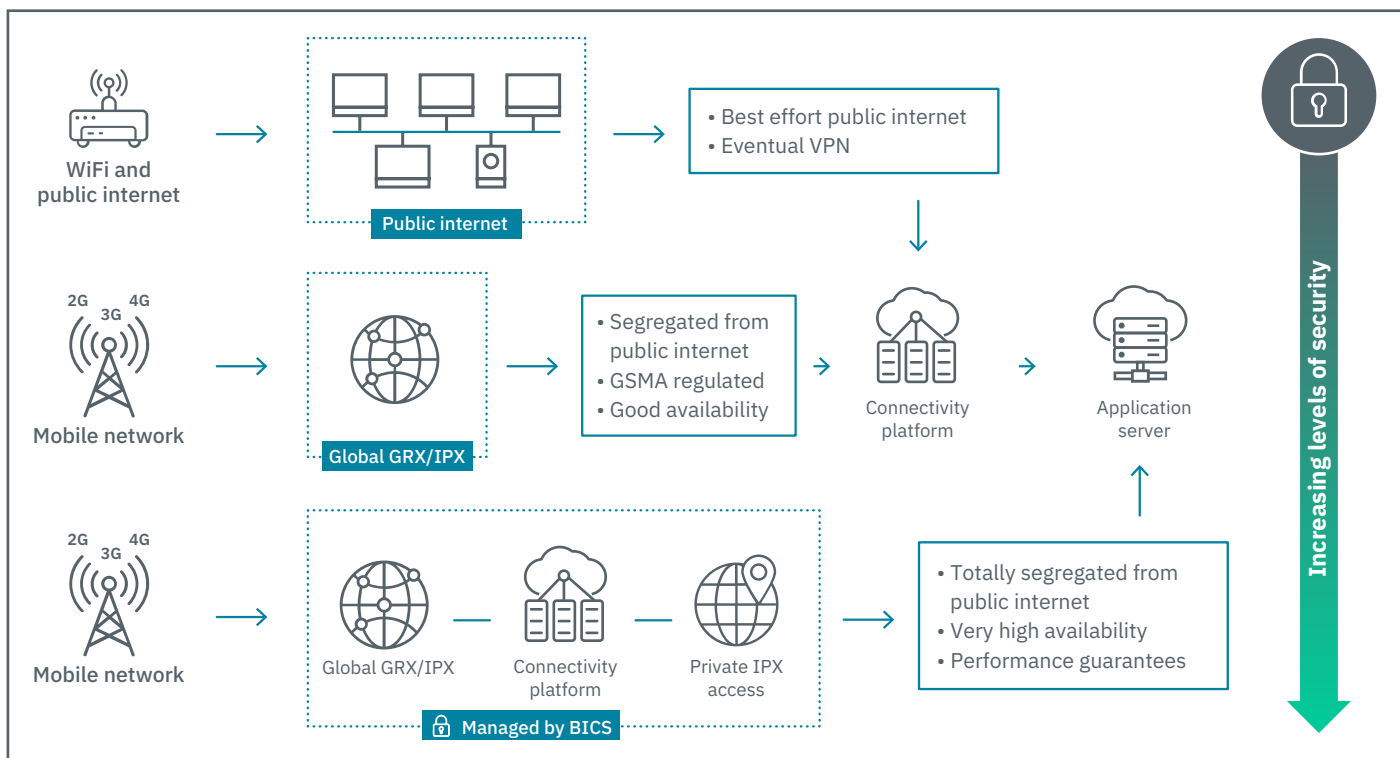 WiFi and
public internet
Public internet
• Best effort public internet
• Eventual VPN
2G 3G 4G
Mobile network
Global GRX/IPX
• Segregated from
public internet
• GSMA regulated
• Good availability
Connectivity
platform
Application
server
2G 3G 4G
Mobile network
Global GRX/IPX
Connectivity
platform
Private IPX
access
Managed by BICS
• Totally segregated from
public internet
• Very high availability
• Performance guarantees
Increasing levels of security